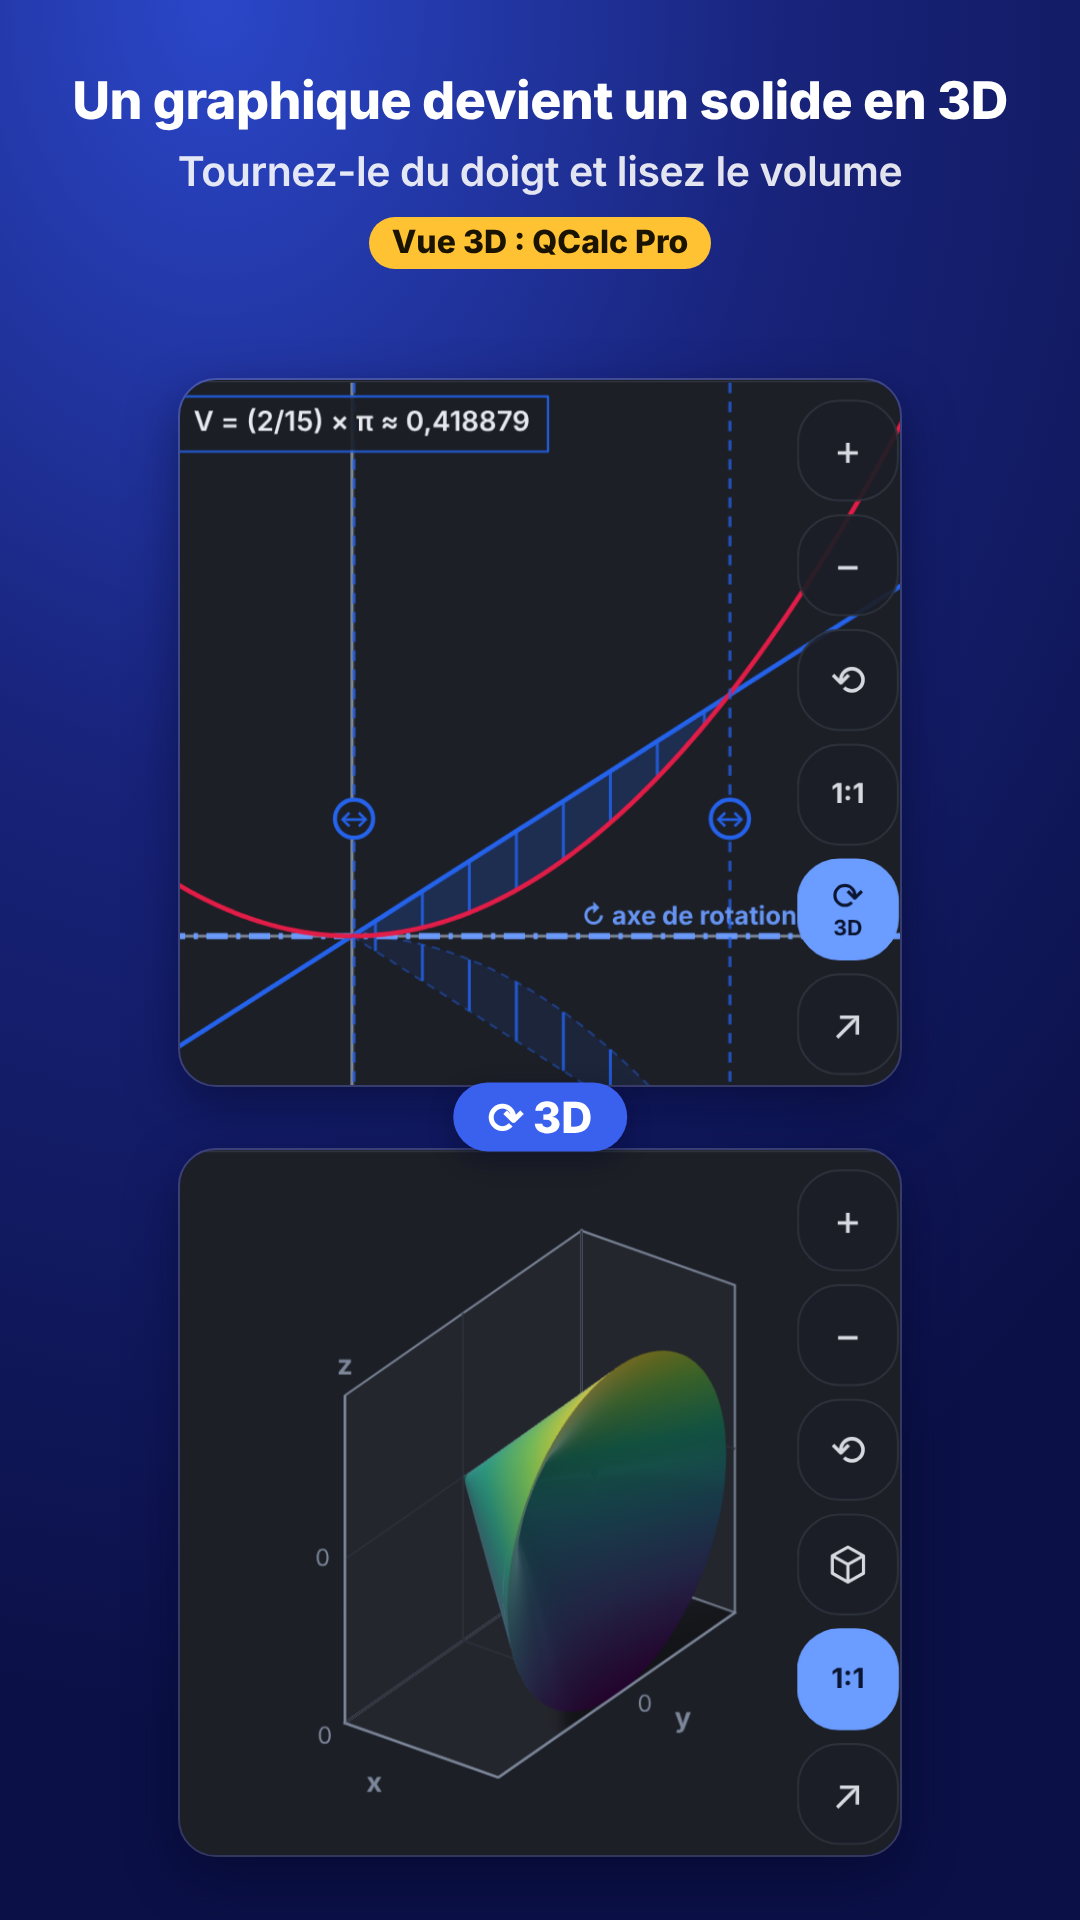 Un graphique devient un solide en 3D
Tournez-le du doigt et lisez le volume
Vue 3D : QCalc Pro
V = (2/15) × π ≈ 0,418879
+
−
⟲
1:1
↻ axe de rotation
⟳
3D
↗
⟳ 3D
+
−
⟲
z
0
1:1
0
y
0
x
↗